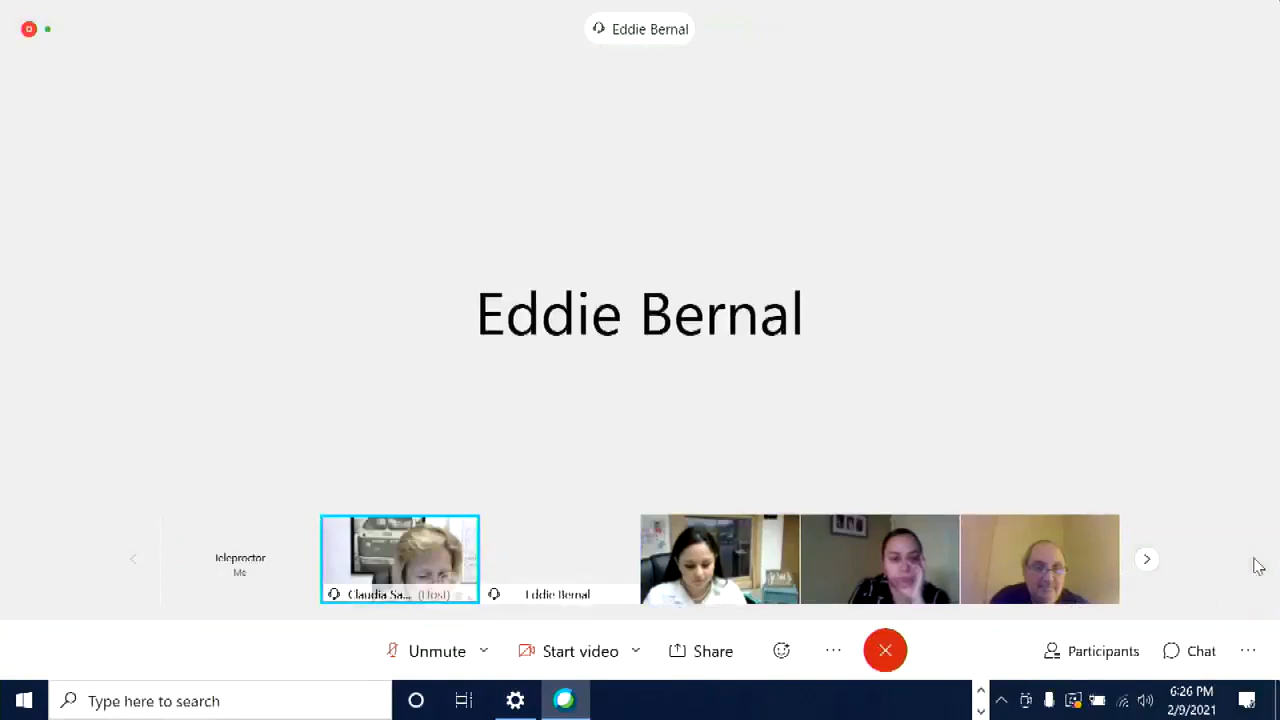 Eddie Bernal
Eddie Bernal
Teleproctor
Me
Claudia Sa... (Host)
Eddie Bernal
Unmute
Start video
Share
Participants
Chat
Type here to search
6:26 PM
2/9/2021